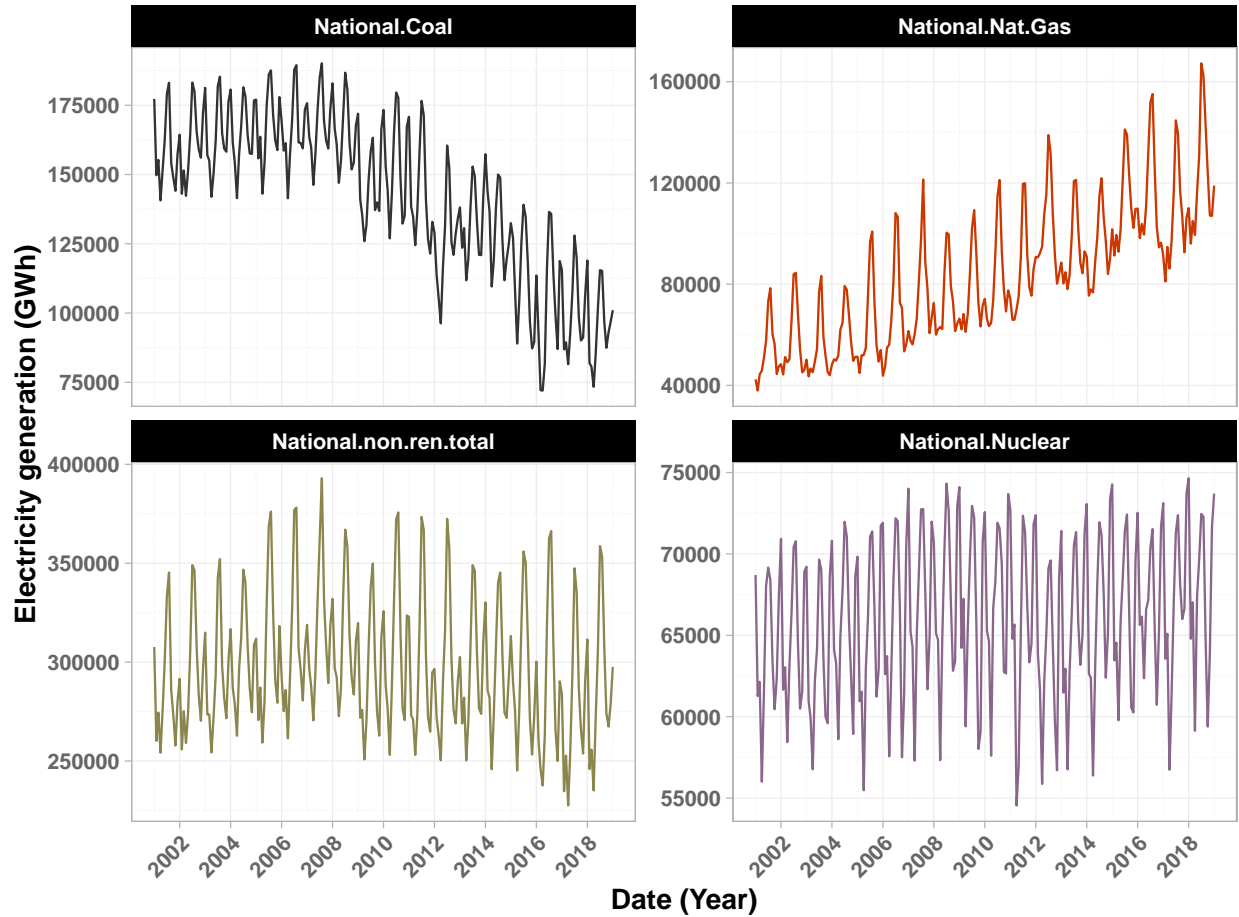 National.Coal
National.Nat.Gas
175000
150000
125000
100000
75000
160000
120000
80000
40000
National.non.ren.total
National.Nuclear
400000
350000
300000
250000
75000
70000
65000
60000
55000
2002 2004 2006 2008 2010 2012 2014 2016 2018
2002 2004 2006 2008 2010 2012 2014 2016 2018
Electricity generation (GWh)
Date (Year)